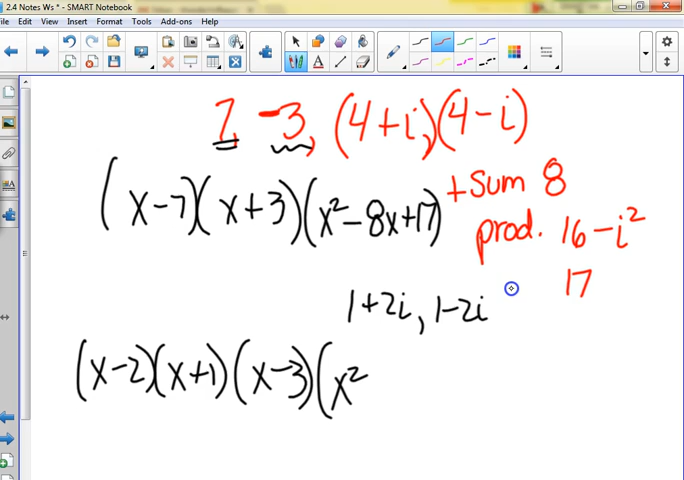 2.4 Notes Ws * - SMART Notebook
File Edit View Insert Format Tools Add-ons Help
7, -3, (4+i), (4-i)
(x-7)(x+3)(x²-8x+17)
+Sum 8
prod. 16-i²
17
1+2i, 1-2i
(x-2)(x+1)(x-3)(x²